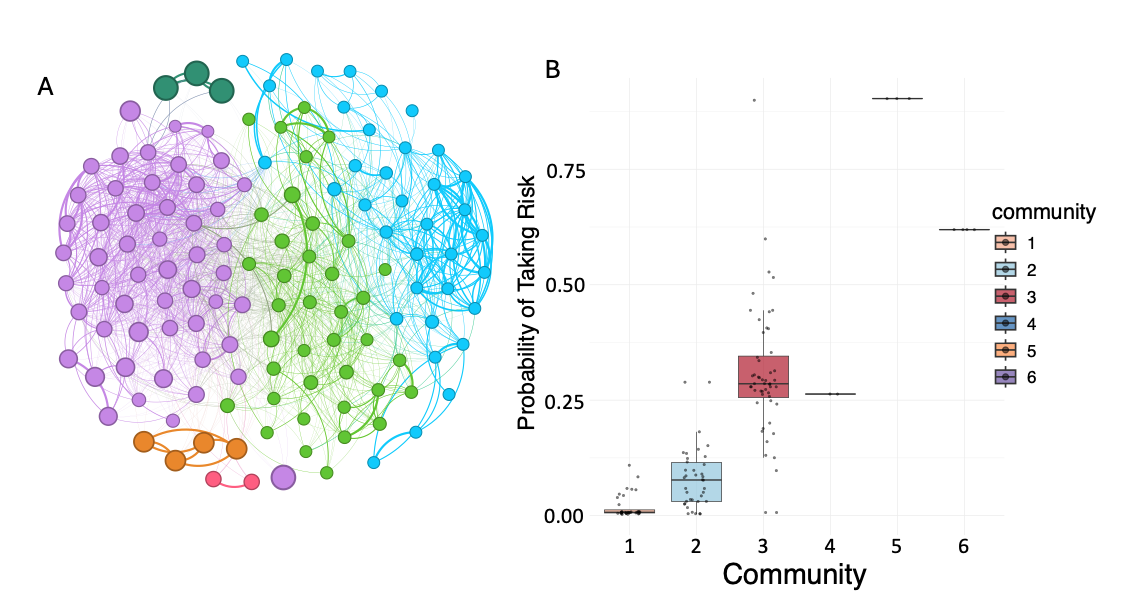 A
B
Probability of Taking Risk
0.75
0.50
0.25
0.00
1 2 3 4 5 6
Community
community
1
2
3
4
5
6